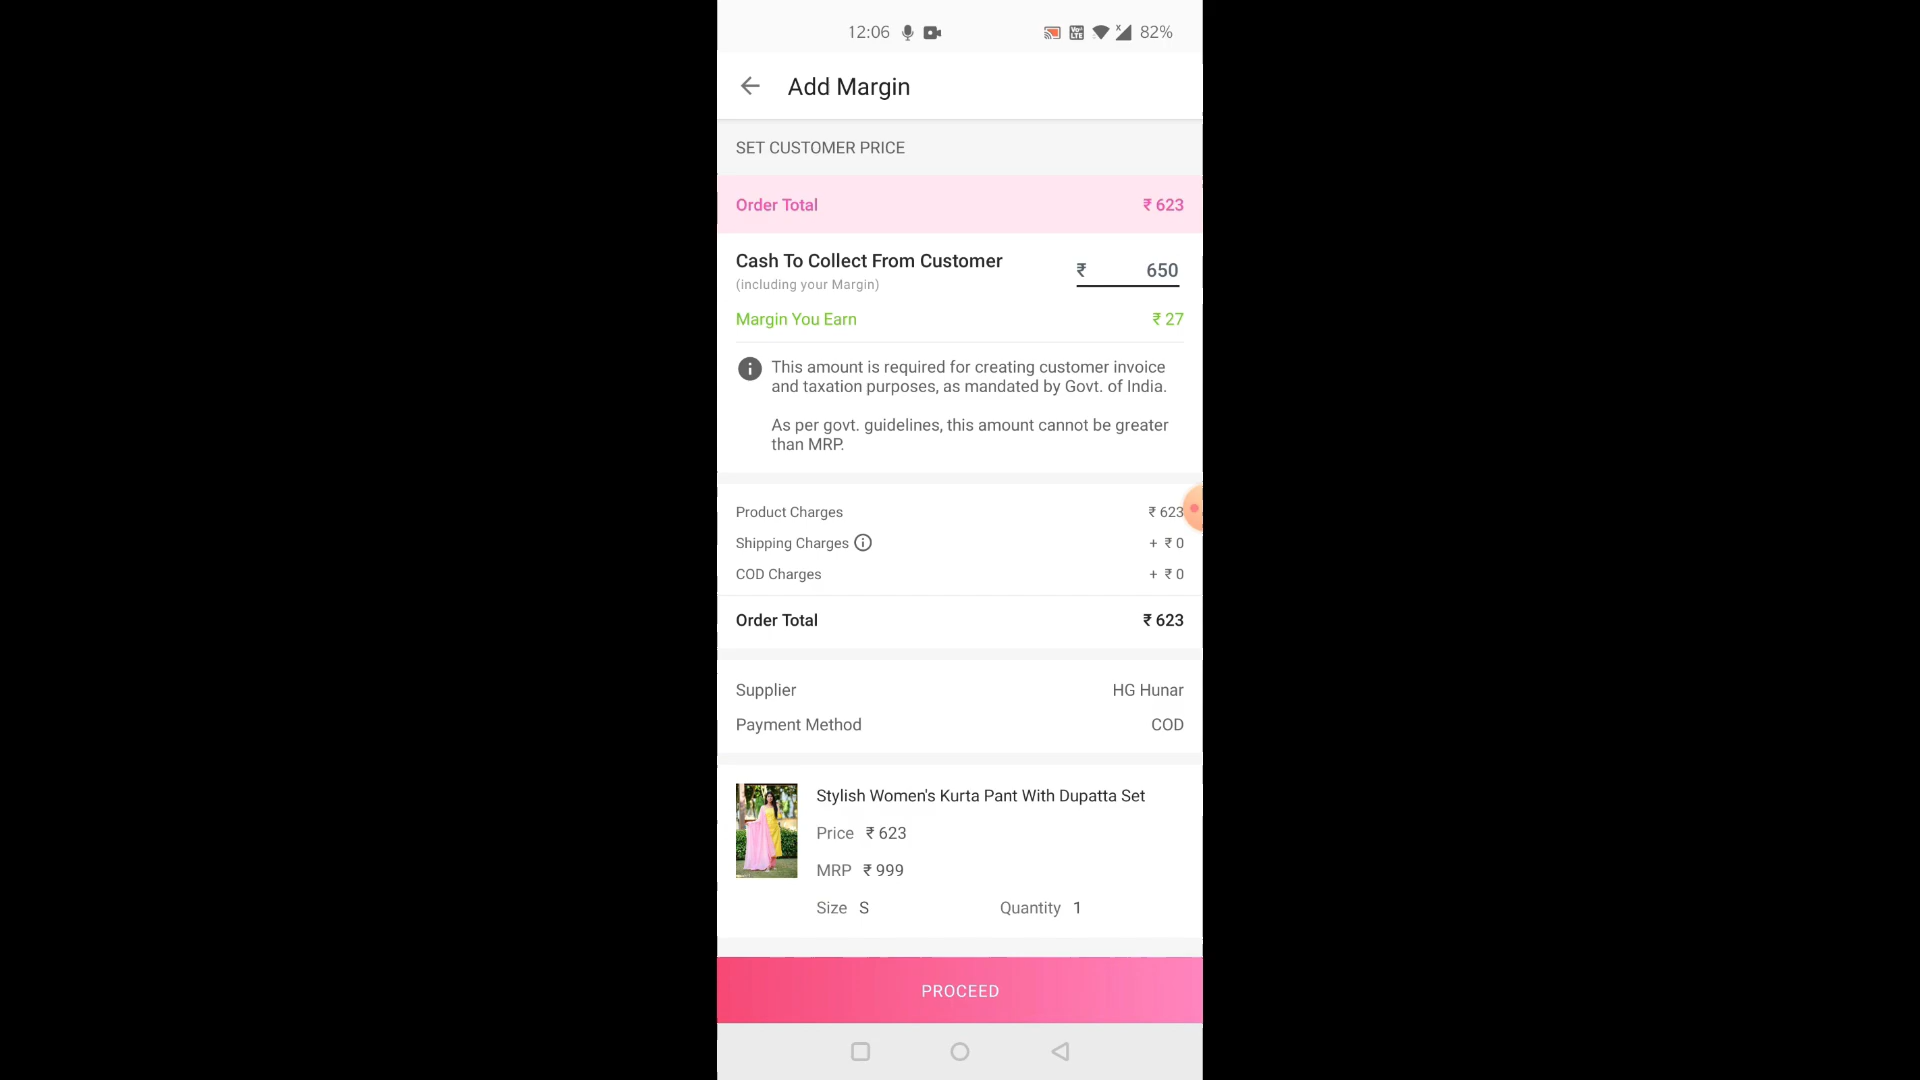 12:06 82%
Add Margin
SET CUSTOMER PRICE
Order Total ₹ 623
Cash To Collect From Customer ₹ 650
(including your Margin)
Margin You Earn ₹ 27
This amount is required for creating customer invoice
and taxation purposes, as mandated by Govt. of India.
As per govt. guidelines, this amount cannot be greater
than MRP.
Product Charges ₹ 623
Shipping Charges + ₹ 0
COD Charges + ₹ 0
Order Total ₹ 623
Supplier HG Hunar
Payment Method COD
Stylish Women's Kurta Pant With Dupatta Set
Price ₹ 623
MRP ₹ 999
Size S Quantity 1
PROCEED